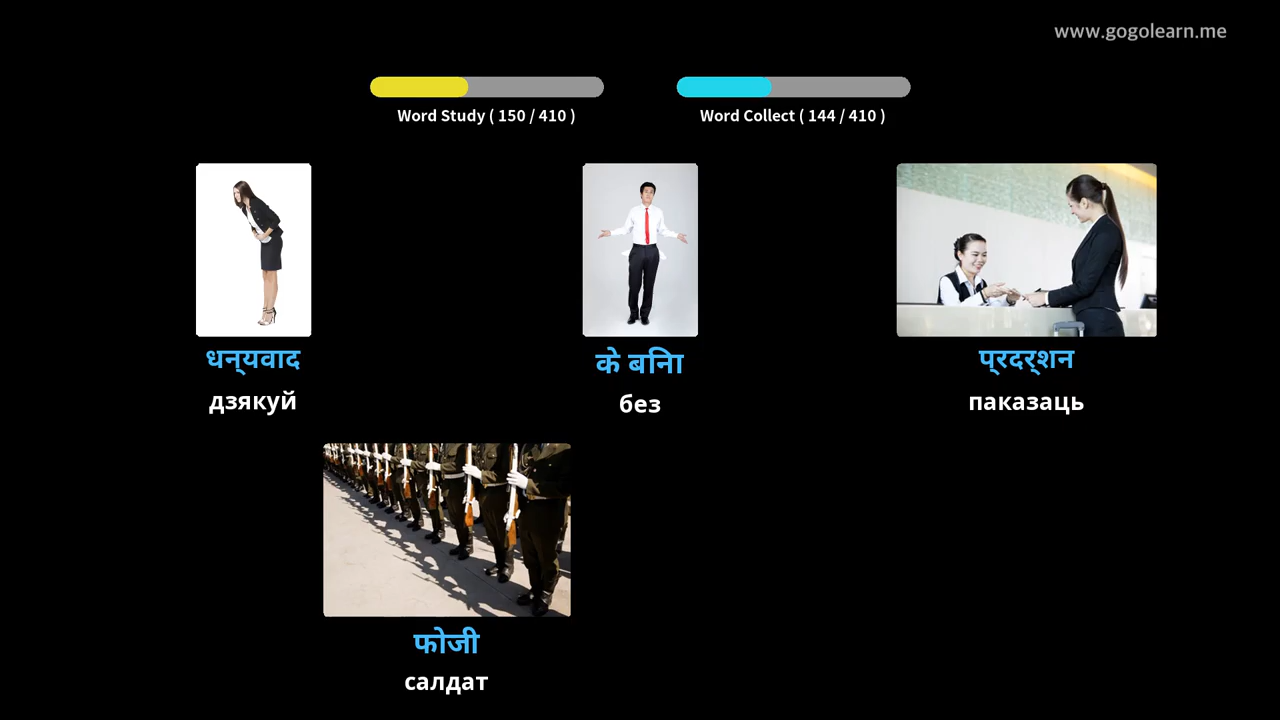 www.gogolearn.me
Word Study ( 150 / 410 )
Word Collect ( 144 / 410 )
धन्यवाद
के बिना
प्रदर्शन
дзякуй
без
паказаць
फोजी
салдат